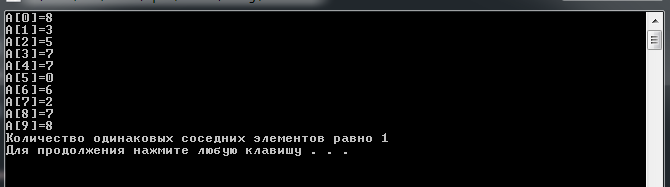 A[0]=8
A[1]=3
A[2]=5
A[3]=7
A[4]=7
A[5]=0
A[6]=6
A[7]=2
A[8]=7
A[9]=8
Количество одинаковых соседних элементов равно 1
Для продолжения нажмите любую клавишу . . .